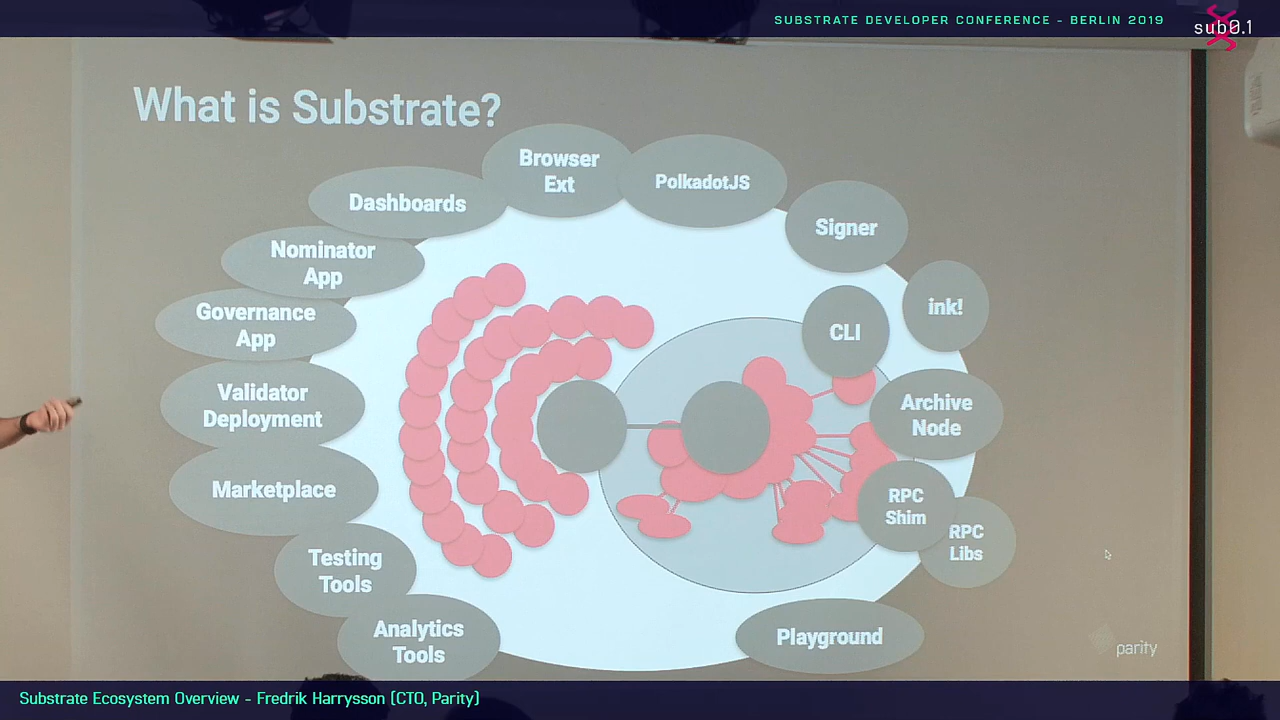 SUBSTRATE DEVELOPER CONFERENCE - BERLIN 2019
sub0.1
What is Substrate?
Browser
Ext
PolkadotJS
Dashboards
Signer
Nominator
App
ink!
Governance
App
CLI
Validator
Deployment
Archive
Node
Marketplace
RPC
Shim
RPC
Libs
Testing
Tools
Analytics
Tools
Playground
parity
Substrate Ecosystem Overview - Fredrik Harrysson (CTO, Parity)